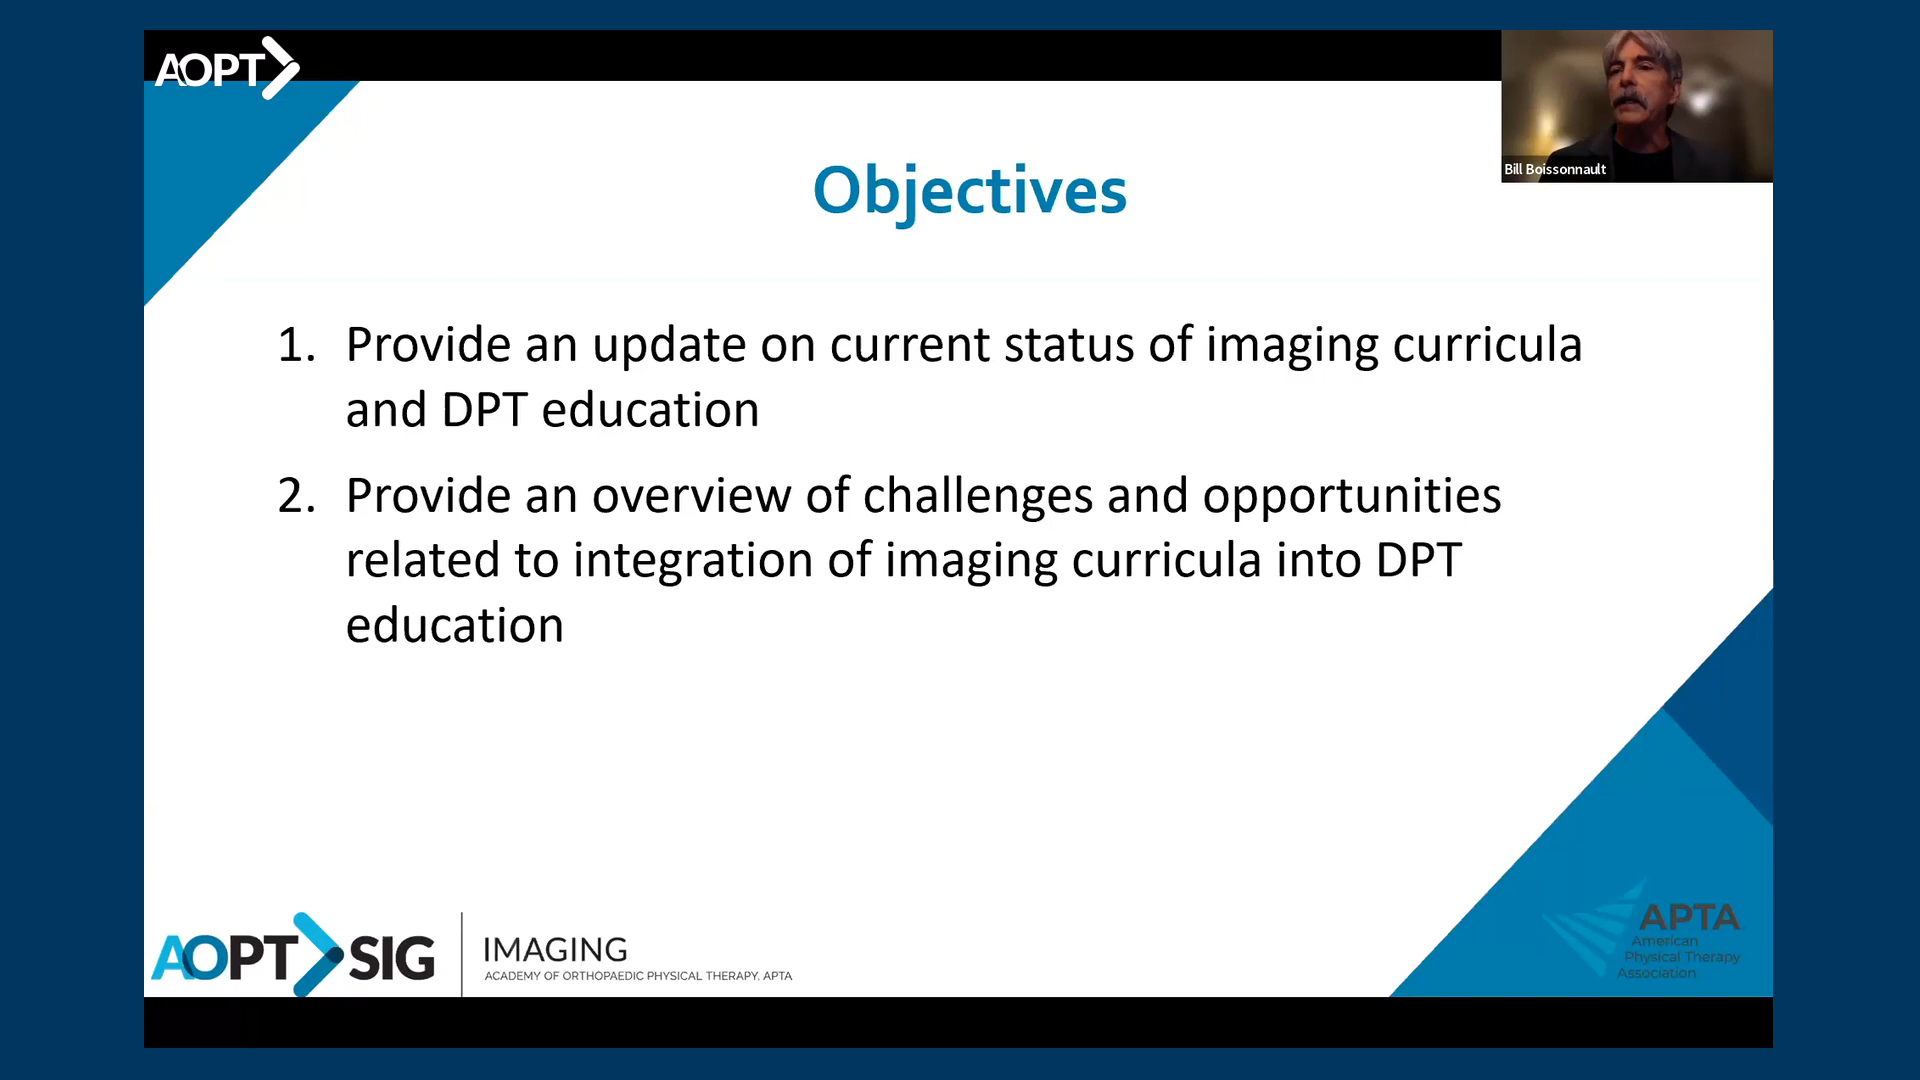 AOPT
Bill Boissonnault
Objectives
1. Provide an update on current status of imaging curricula
and DPT education
2. Provide an overview of challenges and opportunities
related to integration of imaging curricula into DPT
education
AOPT SIG
IMAGING
ACADEMY OF ORTHOPAEDIC PHYSICAL THERAPY, APTA
APTA
American
Physical Therapy
Association